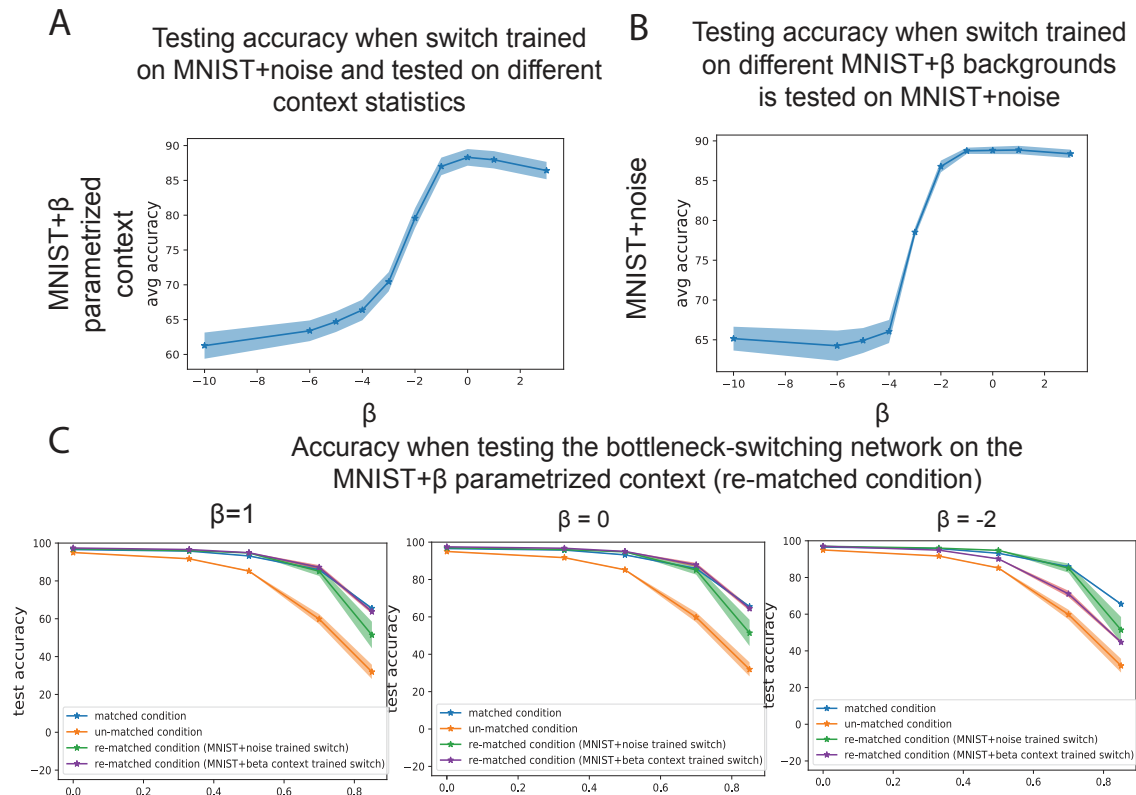 A
Testing accuracy when switch trained
on MNIST+noise and tested on different
context statistics
MNIST+β
parametrized
context
avg accuracy
90
85
80
75
70
65
60
−10
−8
−6
−4
−2
0
2
β
B
Testing accuracy when switch trained
on different MNIST+β backgrounds
is tested on MNIST+noise
MNIST+noise
avg accuracy
90
85
80
75
70
65
−10
−8
−6
−4
−2
0
2
β
C
Accuracy when testing the bottleneck-switching network on the
MNIST+β parametrized context (re-matched condition)
β=1
test accuracy
100
80
60
40
20
0
−20
matched condition
un-matched condition
re-matched condition (MNIST+noise trained switch)
re-matched condition (MNIST+beta context trained switch)
0.0
0.2
0.4
0.6
0.8
β = 0
test accuracy
100
80
60
40
20
0
−20
matched condition
un-matched condition
re-matched condition (MNIST+noise trained switch)
re-matched condition (MNIST+beta context trained switch)
0.0
0.2
0.4
0.6
0.8
β = -2
test accuracy
100
80
60
40
20
0
−20
matched condition
un-matched condition
re-matched condition (MNIST+noise trained switch)
re-matched condition (MNIST+beta context trained switch)
0.0
0.2
0.4
0.6
0.8